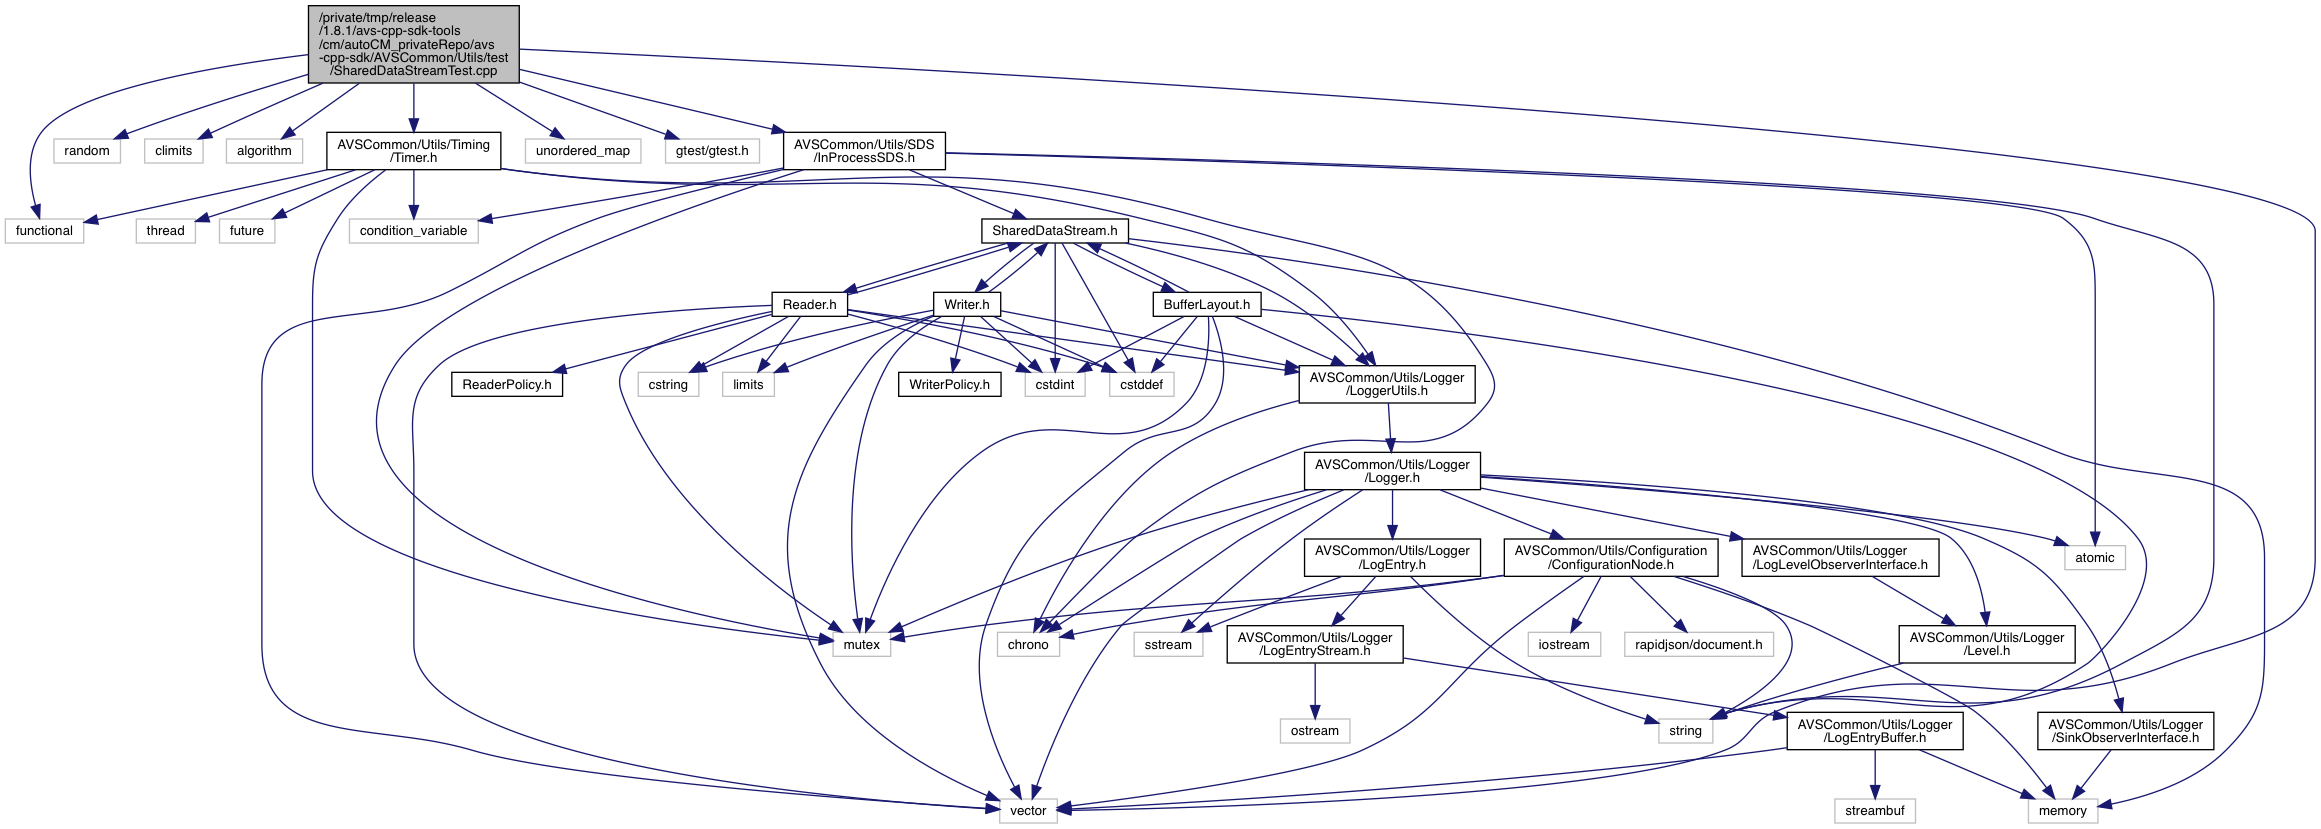 /private/tmp/release
/1.8.1/avs-cpp-sdk-tools
/cm/autoCM_privateRepo/avs
-cpp-sdk/AVSCommon/Utils/test
/SharedDataStreamTest.cpp
random
climits
algorithm
AVSCommon/Utils/Timing
/Timer.h
unordered_map
gtest/gtest.h
AVSCommon/Utils/SDS
/InProcessSDS.h
functional
thread
future
condition_variable
SharedDataStream.h
Reader.h
Writer.h
BufferLayout.h
ReaderPolicy.h
cstring
limits
WriterPolicy.h
cstdint
cstddef
AVSCommon/Utils/Logger
/LoggerUtils.h
AVSCommon/Utils/Logger
/Logger.h
AVSCommon/Utils/Logger
/LogEntry.h
AVSCommon/Utils/Configuration
/ConfigurationNode.h
AVSCommon/Utils/Logger
/LogLevelObserverInterface.h
atomic
mutex
chrono
sstream
AVSCommon/Utils/Logger
/LogEntryStream.h
iostream
rapidjson/document.h
AVSCommon/Utils/Logger
/Level.h
ostream
string
AVSCommon/Utils/Logger
/LogEntryBuffer.h
AVSCommon/Utils/Logger
/SinkObserverInterface.h
vector
streambuf
memory